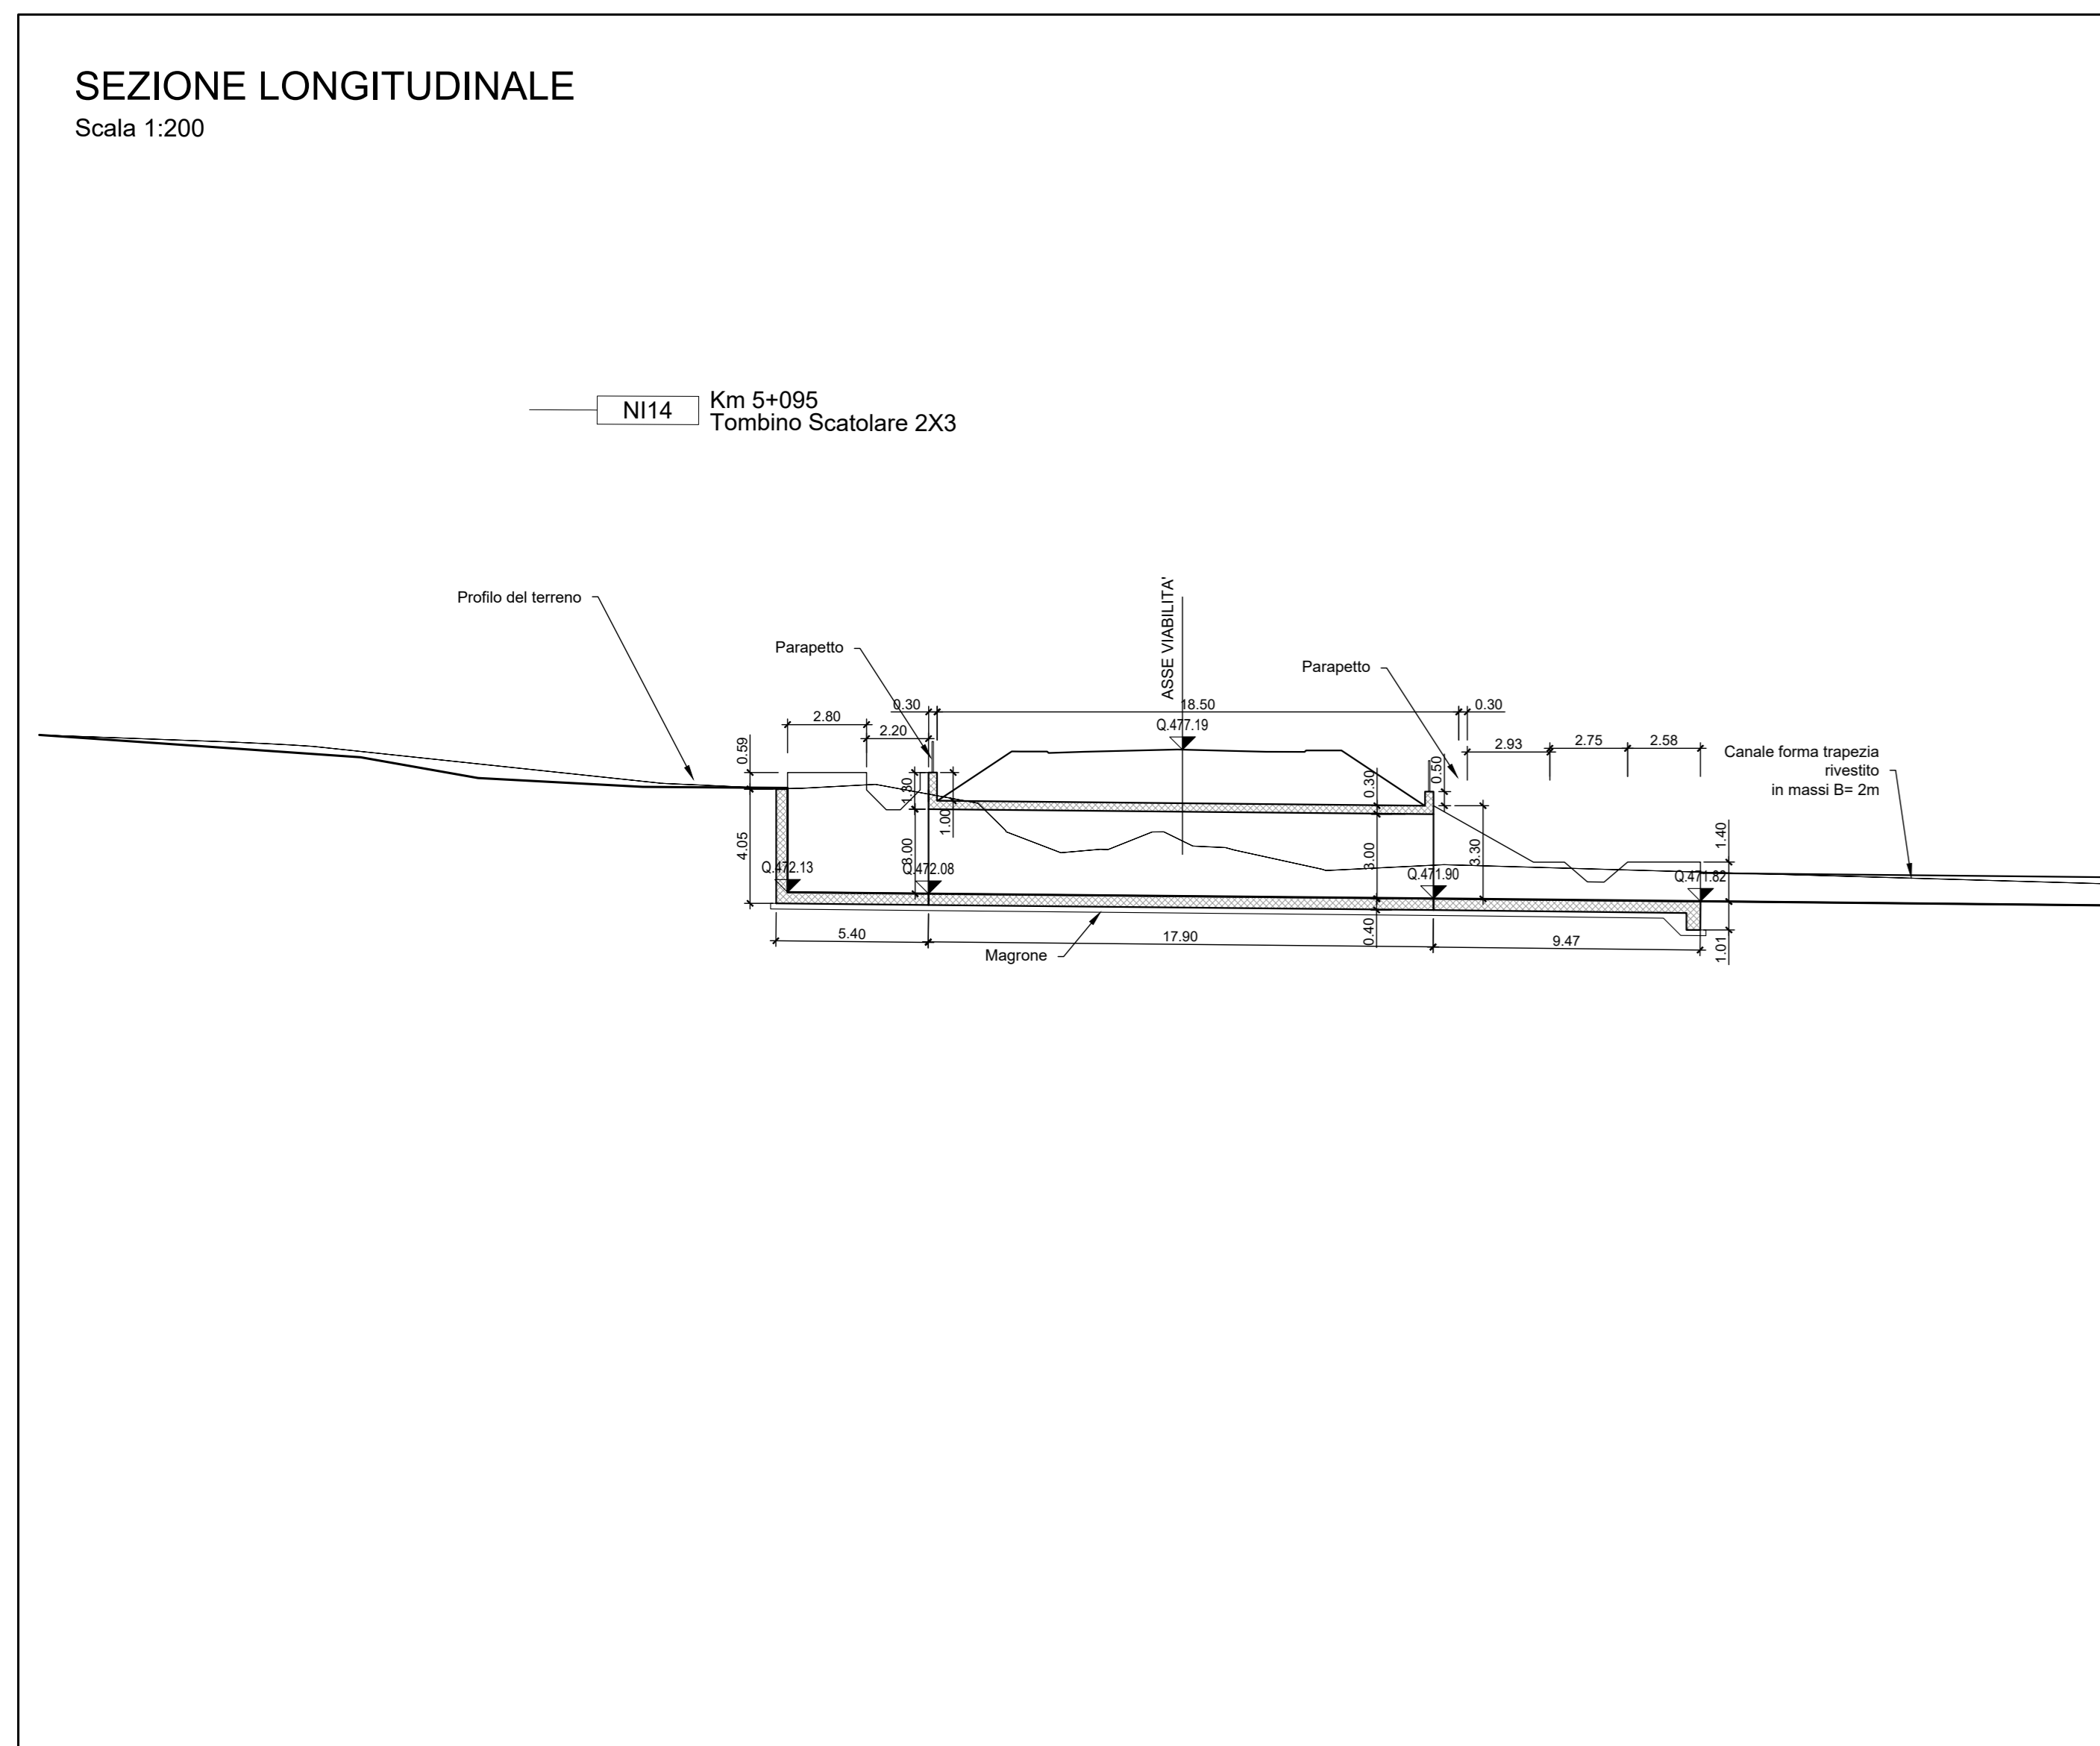 SEZIONE LONGITUDINALE
Scala 1:200
NI14
Km 5+095
Tombino Scatolare 2X3
Profilo del terreno
Parapetto
ASSE VIABILITA'
Parapetto
0.30
18.50
0.30
2.80
2.20
Q.477.19
2.93
2.75
2.58
Canale forma trapezia
rivestito
in massi B= 2m
0.59
1.30
1.00
0.30
0.50
4.05
3.00
3.00
3.30
1.40
Q.472.13
Q.472.08
Q.471.90
Q.471.82
5.40
17.90
0.40
9.47
1.01
Magrone